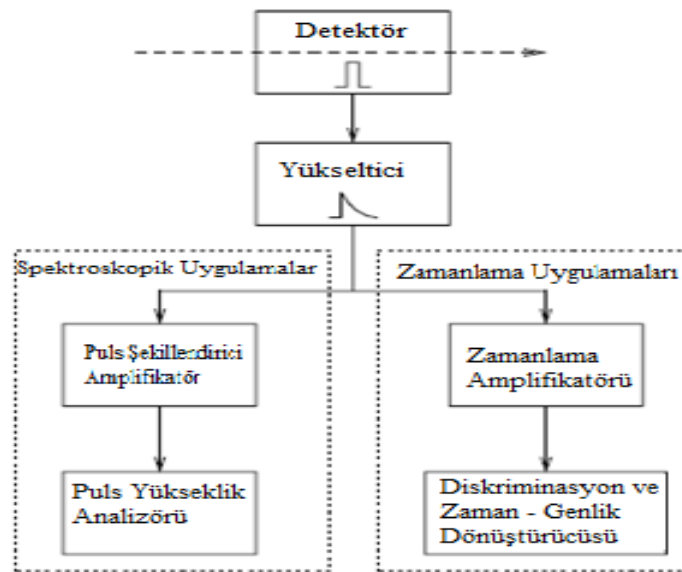 Detektör
Yükseltici
Spektroskopik Uygulamalar
Puls Şekillendirici
Amplifikatör
Puls Yükseklik
Analizörü
Zamanlama Uygulamaları
Zamanlama
Amplifikatörü
Diskriminasyon ve
Zaman - Genlik
Dönüştürücüsü